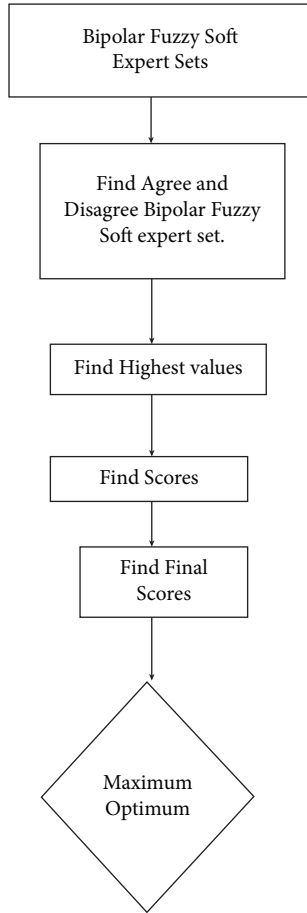 Bipolar Fuzzy Soft
Expert Sets
Find Agree and
Disagree Bipolar Fuzzy
Soft expert set.
Find Highest values
Find Scores
Find Final
Scores
Maximum
Optimum